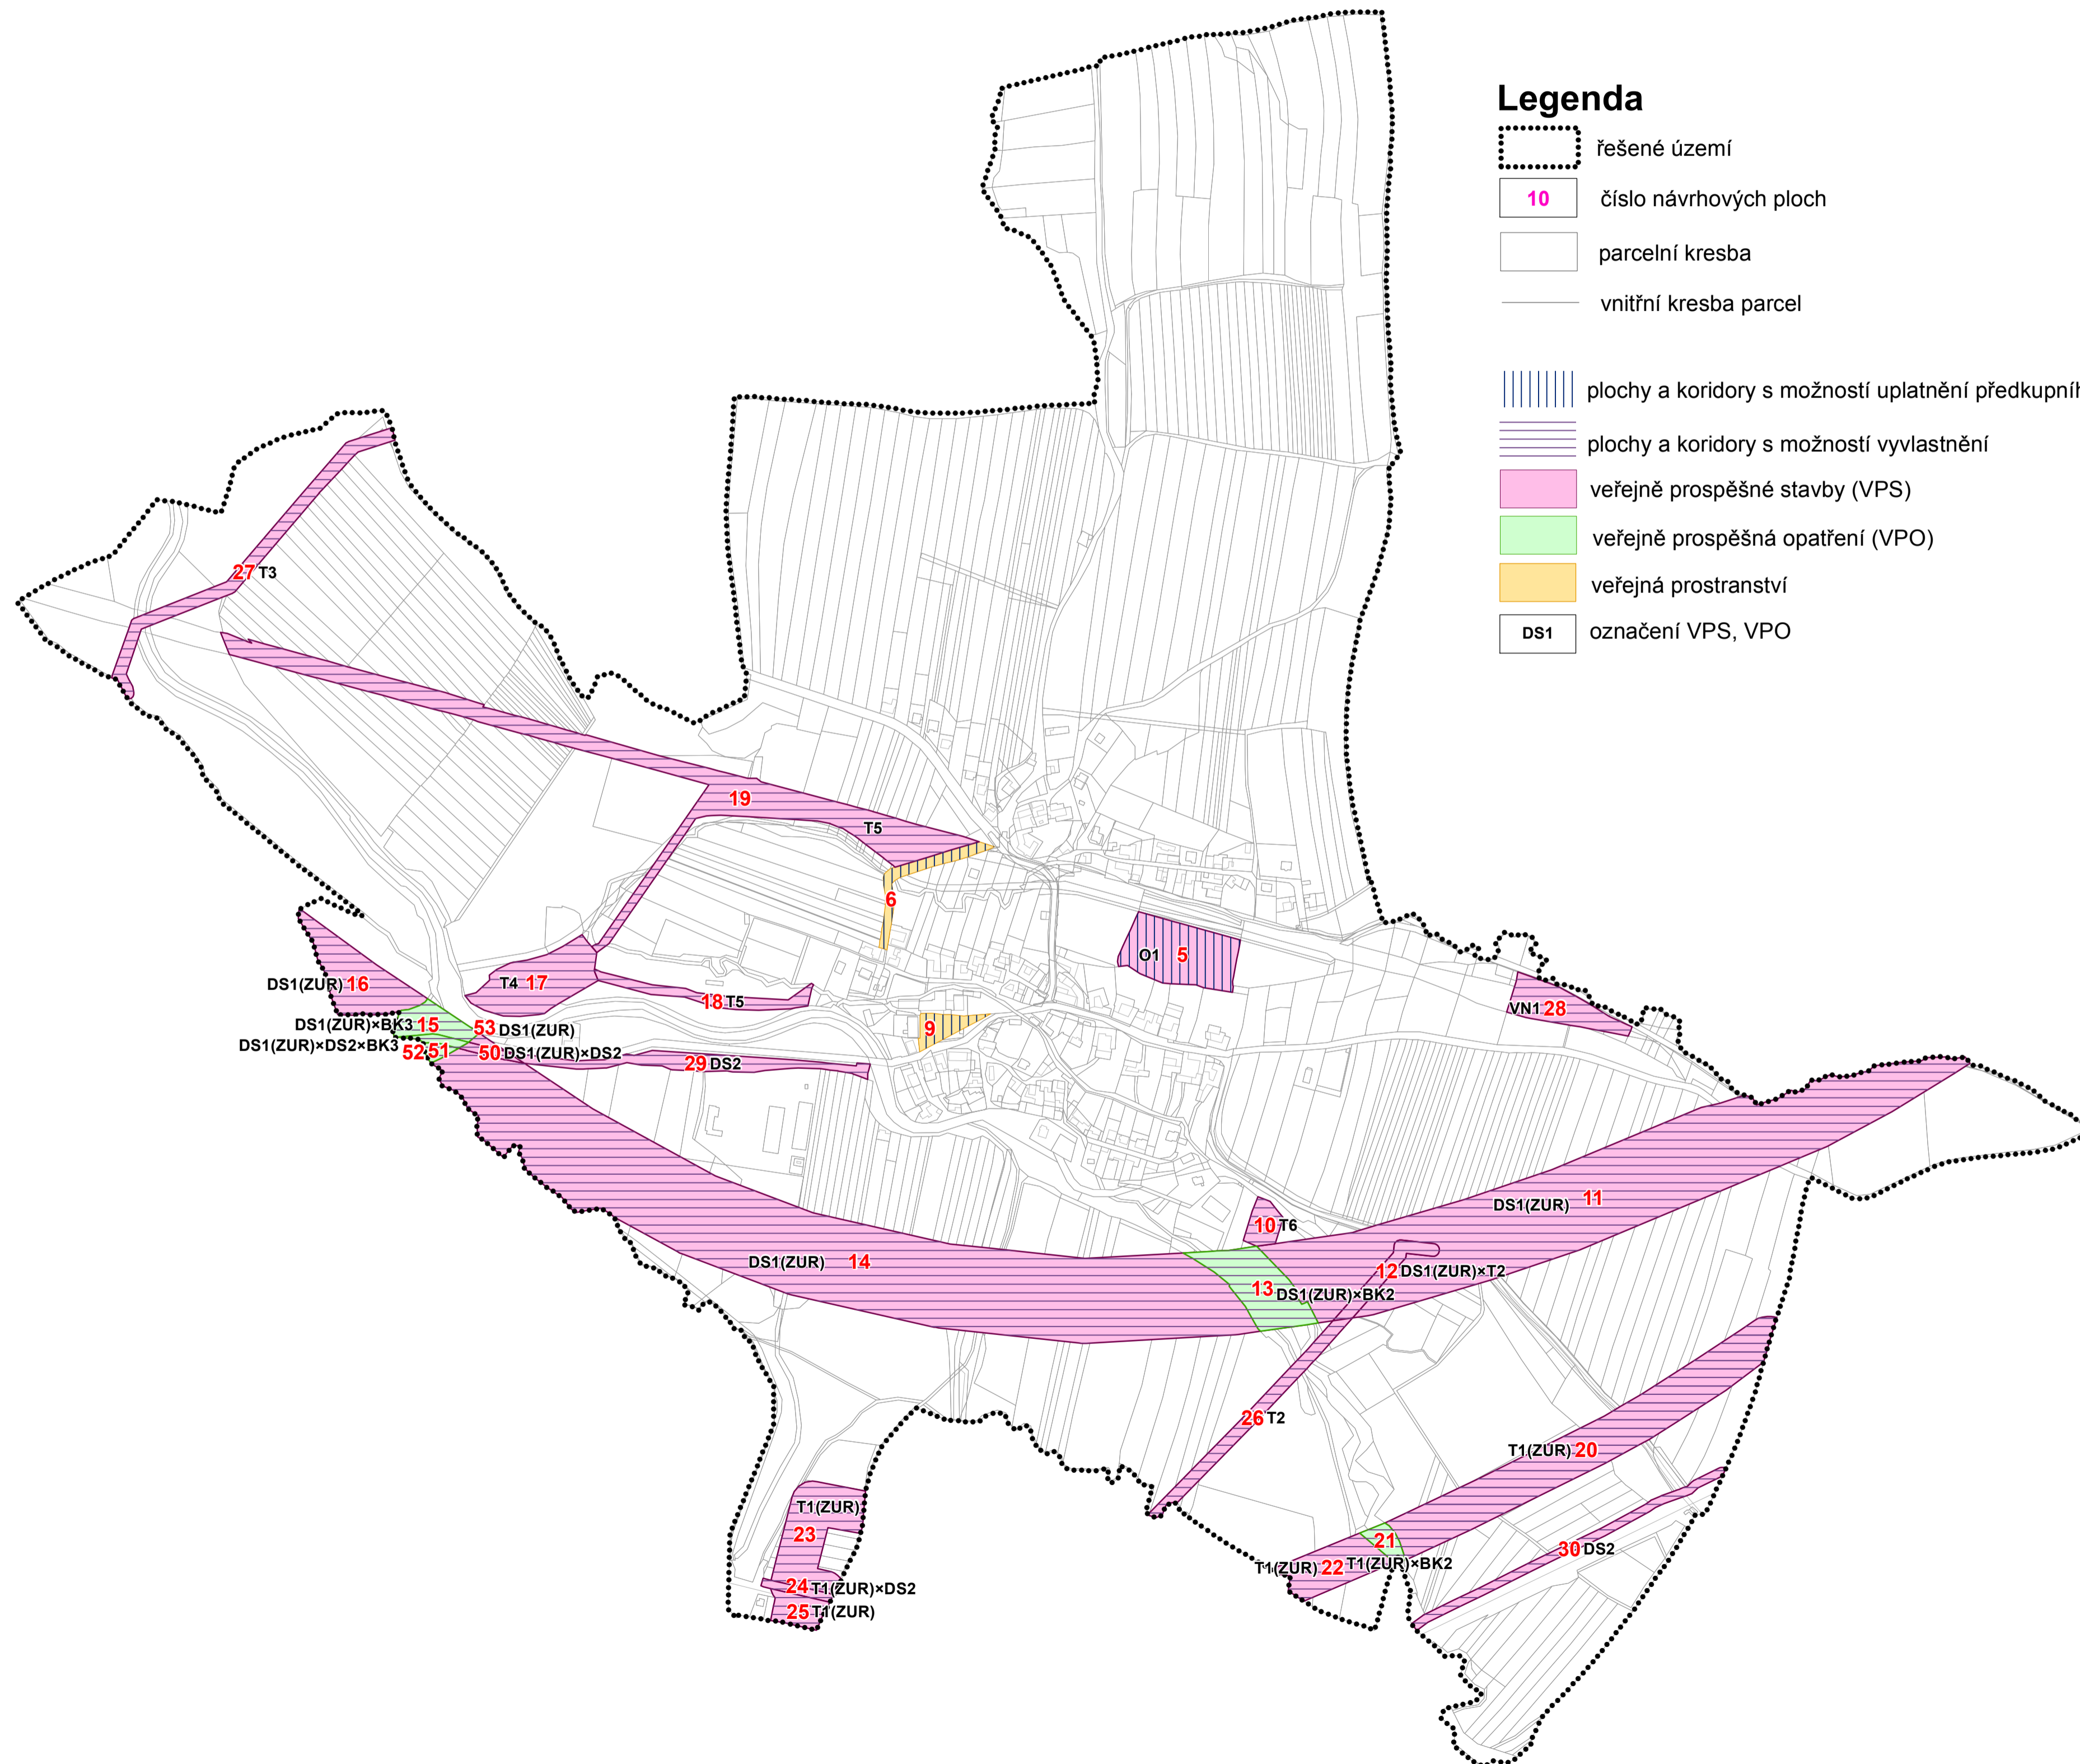 Legenda
řešené území
10 číslo návrhových ploch
parcelní kresba
vnitřní kresba parcel
plochy a koridory s možností uplatnění předkupníh
plochy a koridory s možností vyvlastnění
veřejně prospěšné stavby (VPS)
veřejně prospěšná opatření (VPO)
veřejná prostranství
DS1 označení VPS, VPO
27 T3
19
T5
6
O1 5
T4 17
DS1(ZUR) 16
18 T5
VN1 28
DS1(ZUR)×BK3 15
53 DS1(ZUR)
9
DS1(ZUR)×DS2×BK3 52 51
50 DS1(ZUR)×DS2
29 DS2
DS1(ZUR) 11
10 T6
DS1(ZUR) 14
12 DS1(ZUR)×T2
13 DS1(ZUR)×BK2
26 T2
T1(ZUR) 20
T1(ZUR)
23
21
30 DS2
T1(ZUR) 22 T1(ZUR)×BK2
24 T1(ZUR)×DS2
25 T1(ZUR)